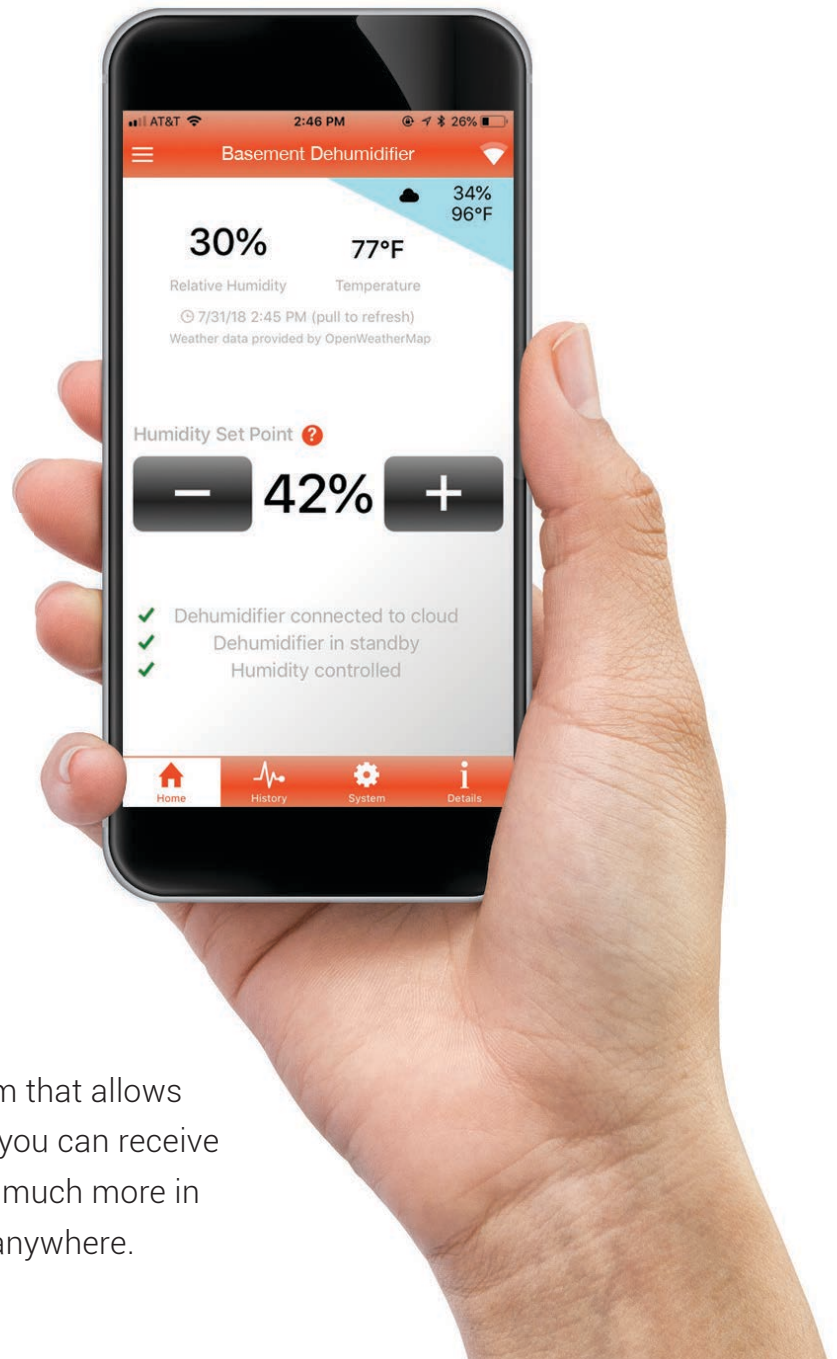 AT&T 2:46 PM 26%
Basement Dehumidifier
34%
96°F
30% 77°F
Relative Humidity Temperature
7/31/18 2:45 PM (pull to refresh)
Weather data provided by OpenWeatherMap
Humidity Set Point ?
− 42% +
Dehumidifier connected to cloud
Dehumidifier in standby
Humidity controlled
Home History System Details
m that allows
you can receive
much more in
anywhere.